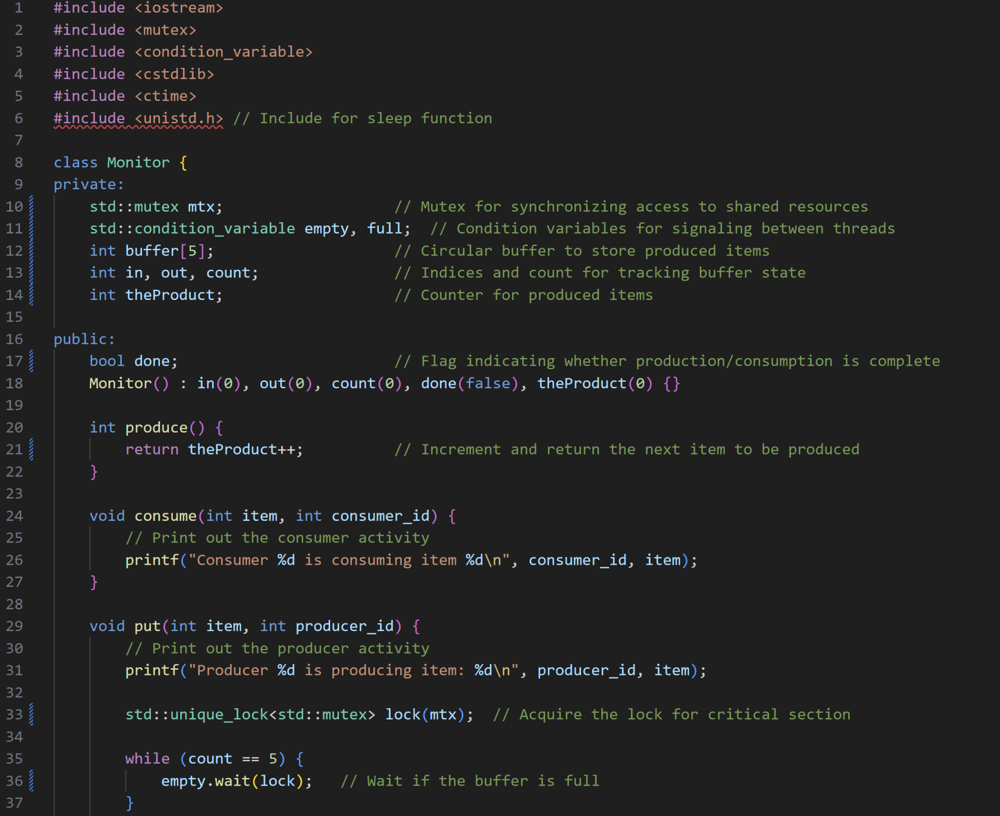 1 #include <iostream>
2 #include <mutex>
3 #include <condition_variable>
4 #include <cstdlib>
5 #include <ctime>
6 #include <unistd.h> // Include for sleep function
7
8 class Monitor {
9 private:
10     std::mutex mtx;                   // Mutex for synchronizing access to shared resources
11     std::condition_variable empty, full;  // Condition variables for signaling between threads
12     int buffer[5];                    // Circular buffer to store produced items
13     int in, out, count;               // Indices and count for tracking buffer state
14     int theProduct;                   // Counter for produced items
15
16 public:
17     bool done;                        // Flag indicating whether production/consumption is complete
18     Monitor() : in(0), out(0), count(0), done(false), theProduct(0) {}
19
20     int produce() {
21         return theProduct++;          // Increment and return the next item to be produced
22     }
23
24     void consume(int item, int consumer_id) {
25         // Print out the consumer activity
26         printf("Consumer %d is consuming item %d\n", consumer_id, item);
27     }
28
29     void put(int item, int producer_id) {
30         // Print out the producer activity
31         printf("Producer %d is producing item: %d\n", producer_id, item);
32
33         std::unique_lock<std::mutex> lock(mtx);  // Acquire the lock for critical section
34
35         while (count == 5) {
36             empty.wait(lock);   // Wait if the buffer is full
37         }